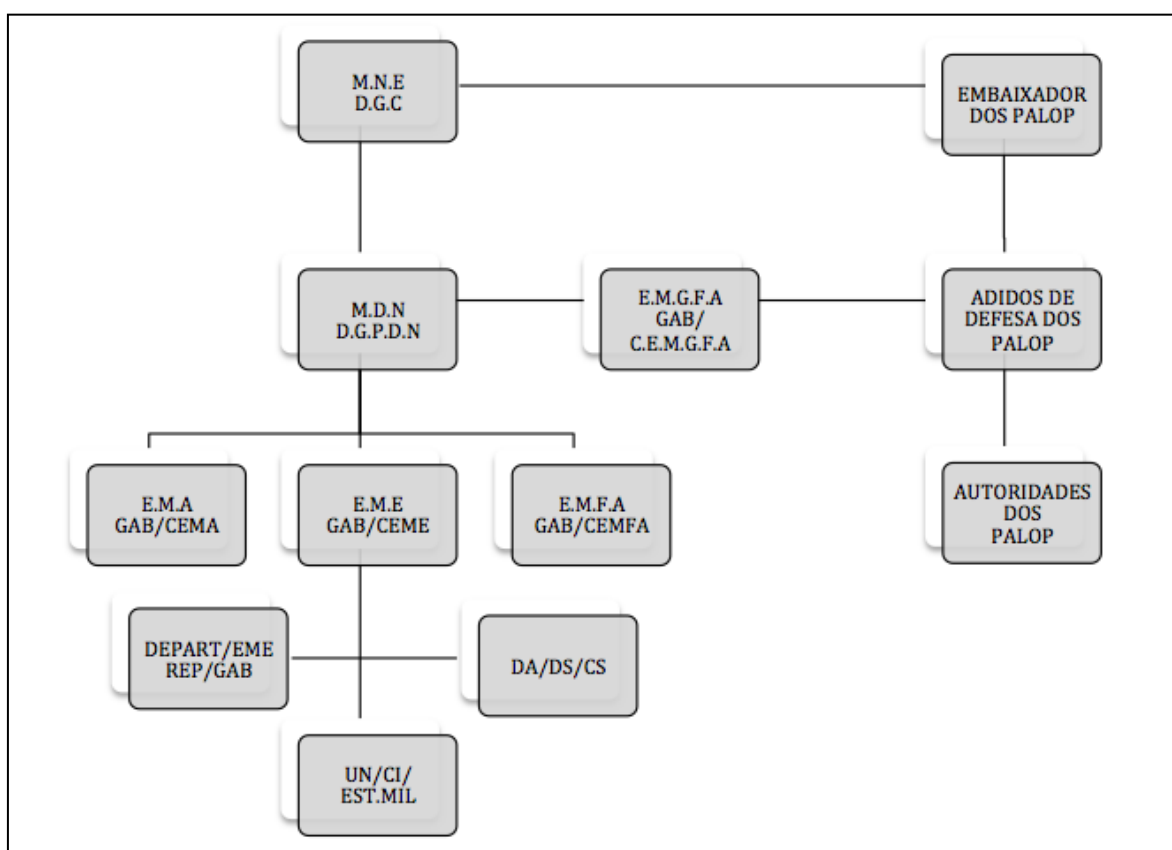 M.N.E
D.G.C
EMBAIXADOR
DOS PALOP
M.D.N
D.G.P.D.N
E.M.G.F.A
GAB/
C.E.M.G.F.A
ADIDOS DE
DEFESA DOS
PALOP
E.M.A
GAB/CEMA
E.M.E
GAB/CEME
E.M.F.A
GAB/CEMFA
AUTORIDADES
DOS
PALOP
DEPART/EME
REP/GAB
DA/DS/CS
UN/CI/
EST.MIL